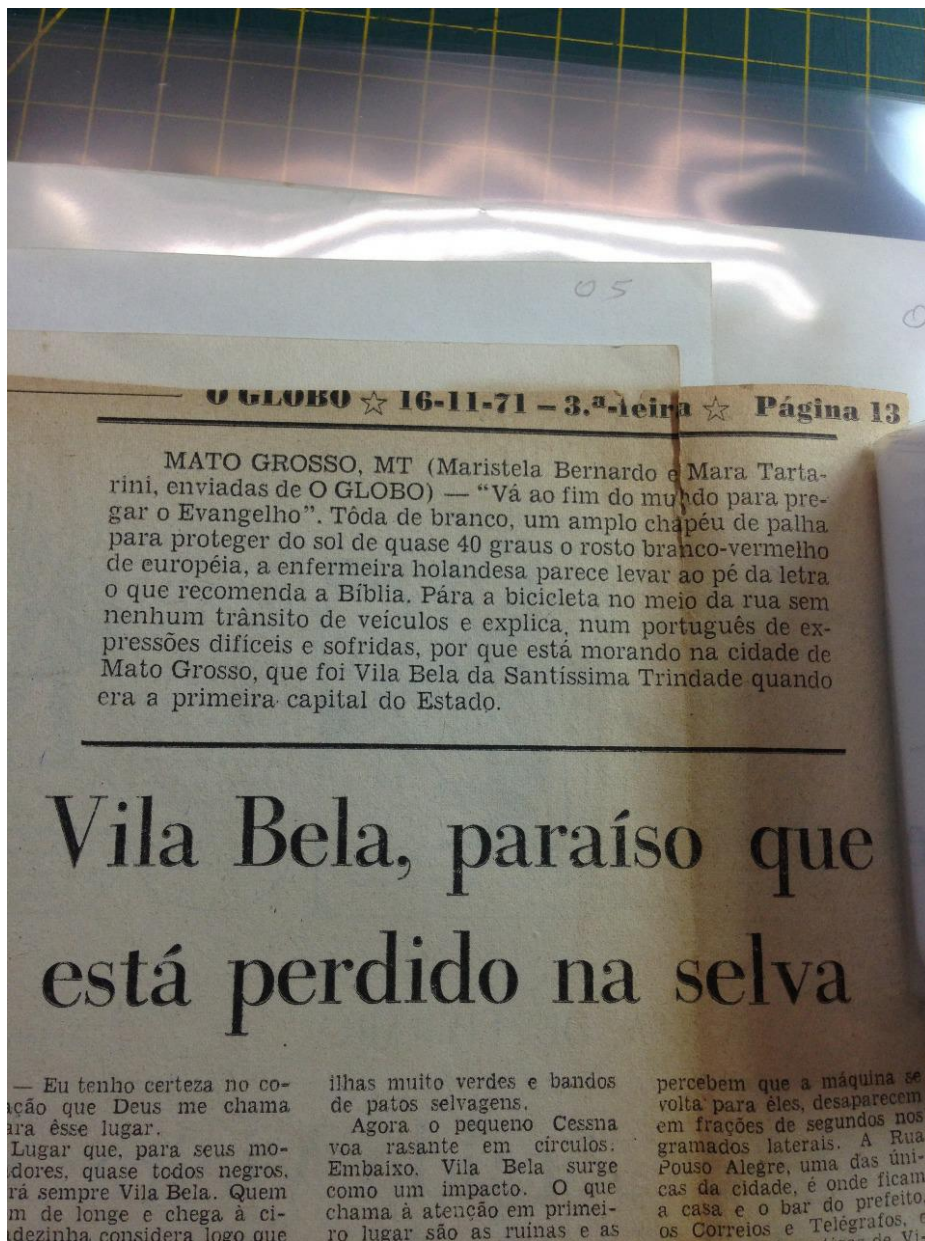 05
O GLOBO ☆ 16-11-71 — 3.ª-feira ☆ Página 13
MATO GROSSO, MT (Maristela Bernardo e Mara Tarta-
rini, enviadas de O GLOBO) — “Vá ao fim do mundo para pre-
gar o Evangelho”. Tôda de branco, um amplo chapéu de palha
para proteger do sol de quase 40 graus o rosto branco-vermelho
de européia, a enfermeira holandesa parece levar ao pé da letra
o que recomenda a Bíblia. Pára a bicicleta no meio da rua sem
nenhum trânsito de veículos e explica, num português de ex-
pressões difíceis e sofridas, por que está morando na cidade de
Mato Grosso, que foi Vila Bela da Santíssima Trindade quando
era a primeira capital do Estado.
Vila Bela, paraíso que
está perdido na selva
— Eu tenho certeza no co-
ação que Deus me chama
ara êsse lugar.
Lugar que, para seus mo-
dores, quase todos negros,
rá sempre Vila Bela. Quem
m de longe e chega à ci-
dezinha considera logo que
ilhas muito verdes e bandos
de patos selvagens.
Agora o pequeno Cessna
voa rasante em círculos.
Embaixo, Vila Bela surge
como um impacto. O que
chama à atenção em primei-
ro lugar são as ruínas e as
percebem que a máquina se
volta para êles, desaparecem
em frações de segundos nos
gramados laterais. A Rua
Pouso Alegre, uma das úni-
cas da cidade, é onde ficam
a casa e o bar do prefeito,
os Correios e Telégrafos,